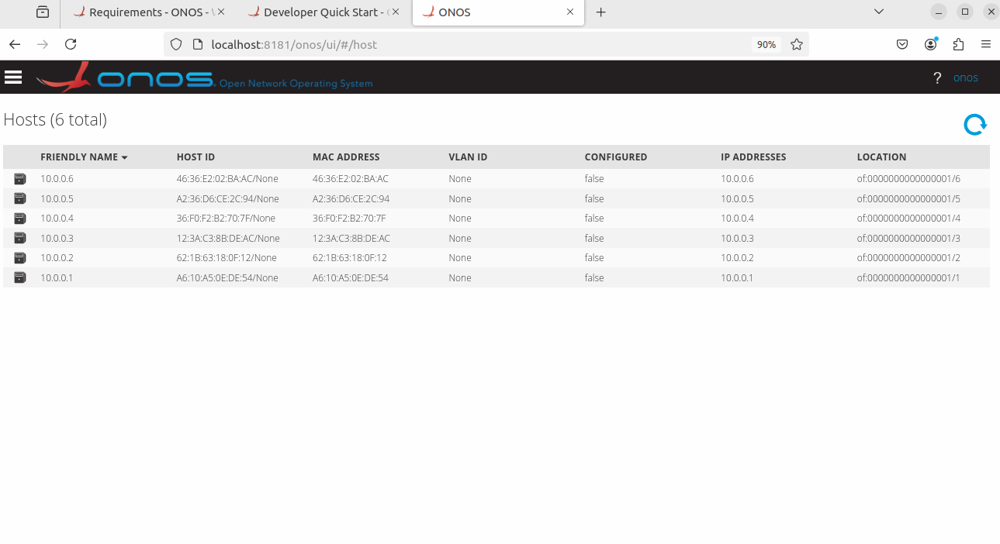 Requirements - ONOS - W
Developer Quick Start - O
ONOS
localhost:8181/onos/ui/#/host
90%
onos. Open Network Operating System
? onos
Hosts (6 total)
FRIENDLY NAME HOST ID MAC ADDRESS VLAN ID CONFIGURED IP ADDRESSES LOCATION
10.0.0.6 46:36:E2:02:BA:AC/None 46:36:E2:02:BA:AC None false 10.0.0.6 of:0000000000000001/6
10.0.0.5 A2:36:D6:CE:2C:94/None A2:36:D6:CE:2C:94 None false 10.0.0.5 of:0000000000000001/5
10.0.0.4 36:F0:F2:B2:70:7F/None 36:F0:F2:B2:70:7F None false 10.0.0.4 of:0000000000000001/4
10.0.0.3 12:3A:C3:8B:DE:AC/None 12:3A:C3:8B:DE:AC None false 10.0.0.3 of:0000000000000001/3
10.0.0.2 62:1B:63:18:0F:12/None 62:1B:63:18:0F:12 None false 10.0.0.2 of:0000000000000001/2
10.0.0.1 A6:10:A5:0E:DE:54/None A6:10:A5:0E:DE:54 None false 10.0.0.1 of:0000000000000001/1